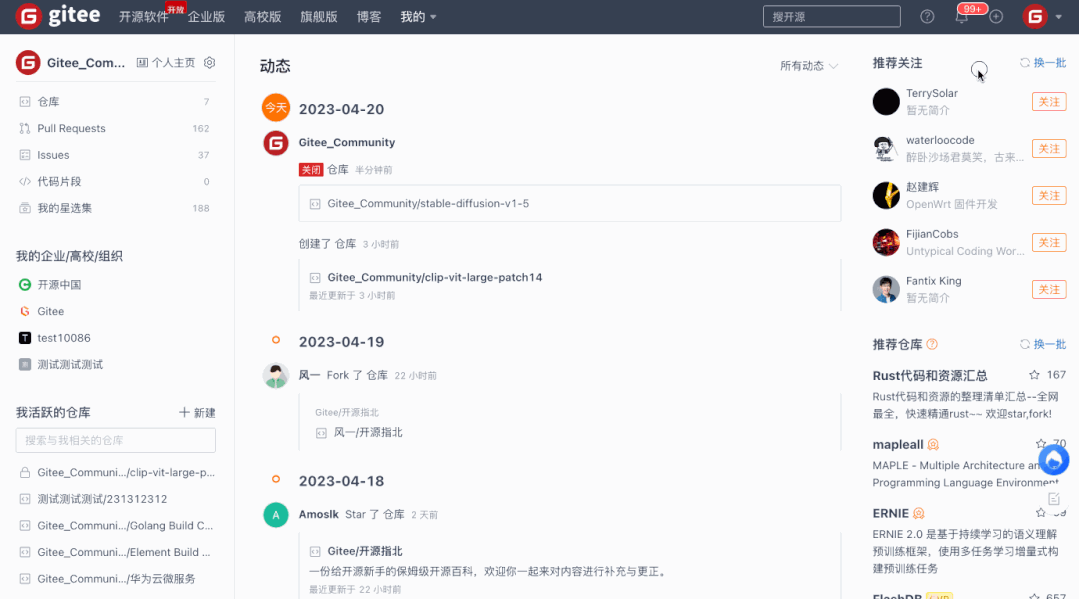 gitee 开源软件 开放 企业版 高校版 旗舰版 博客 我的 搜开源 99+
Gitee_Com... 个人主页
仓库 7
Pull Requests 162
Issues 37
代码片段 0
我的星选集 188
我的企业/高校/组织
开源中国
Gitee
test10086
测试测试测试
我活跃的仓库 新建
搜索与我相关的仓库
Gitee_Communi.../clip-vit-large-p...
测试测试测试/231312312
Gitee_Communi.../Golang Build C...
Gitee_Communi.../Element Build ...
Gitee_Communi.../华为云微服务
动态 所有动态
今天 2023-04-20
Gitee_Community
关闭 仓库 半分钟前
Gitee_Community/stable-diffusion-v1-5
创建了 仓库 3 小时前
Gitee_Community/clip-vit-large-patch14
最近更新于 3 小时前
2023-04-19
风一 Fork 了 仓库 22 小时前
Gitee/开源指北
风一/开源指北
2023-04-18
A Amoslk Star 了 仓库 2 天前
Gitee/开源指北
一份给开源新手的保姆级开源百科，欢迎你一起来对内容进行补充与更正。
最近更新于 22 小时前
推荐关注 换一批
TerrySolar
暂无简介 关注
waterloocode
醉卧沙场君莫笑，古来... 关注
赵建辉
OpenWrt 固件开发 关注
FijianCobs
Untypical Coding Wor... 关注
Fantix King
暂无简介 关注
推荐仓库 换一批
Rust代码和资源汇总 167
Rust代码和资源的整理清单汇总--全网
最全，快速精通rust~~ 欢迎star,fork!
mapleall 70
MAPLE - Multiple Architecture and
Programming Language Environment
ERNIE
ERNIE 2.0 是基于持续学习的语义理解
预训练框架，使用多任务学习增量式构
建预训练任务
FlashDB GVP 657